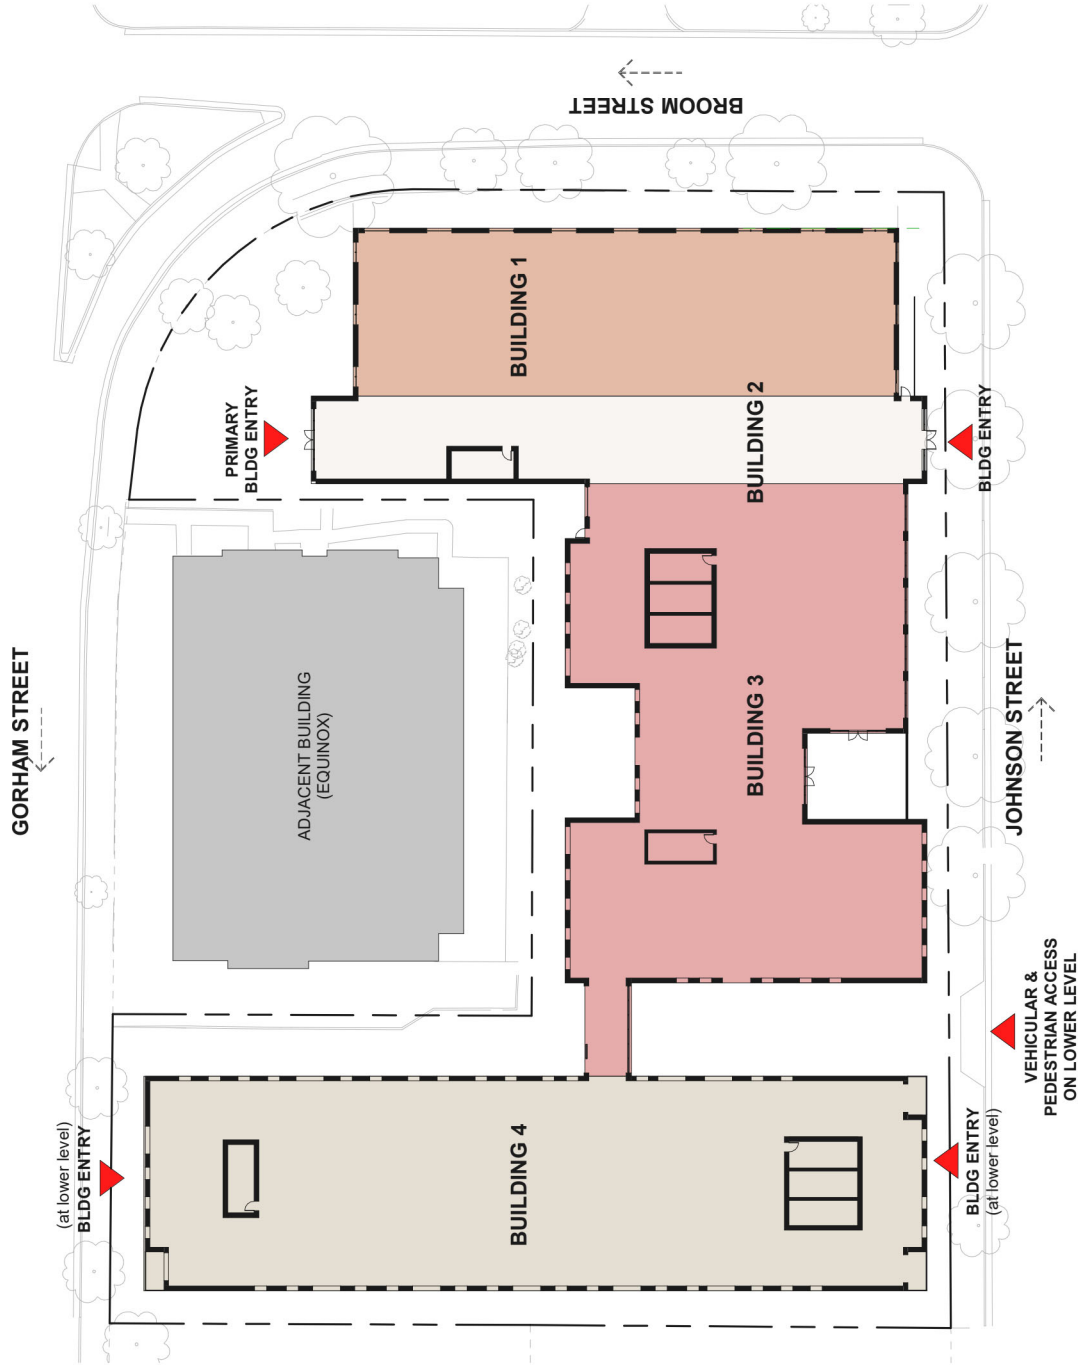 BROOM STREET
BUILDING 1
PRIMARY
BLDG ENTRY
BUILDING 2
BLDG ENTRY
GORHAM STREET
ADJACENT BUILDING
(EQUINOX)
BUILDING 3
JOHNSON STREET
VEHICULAR &
PEDESTRIAN ACCESS
ON LOWER LEVEL
(at lower level)
BLDG ENTRY
BUILDING 4
BLDG ENTRY
(at lower level)